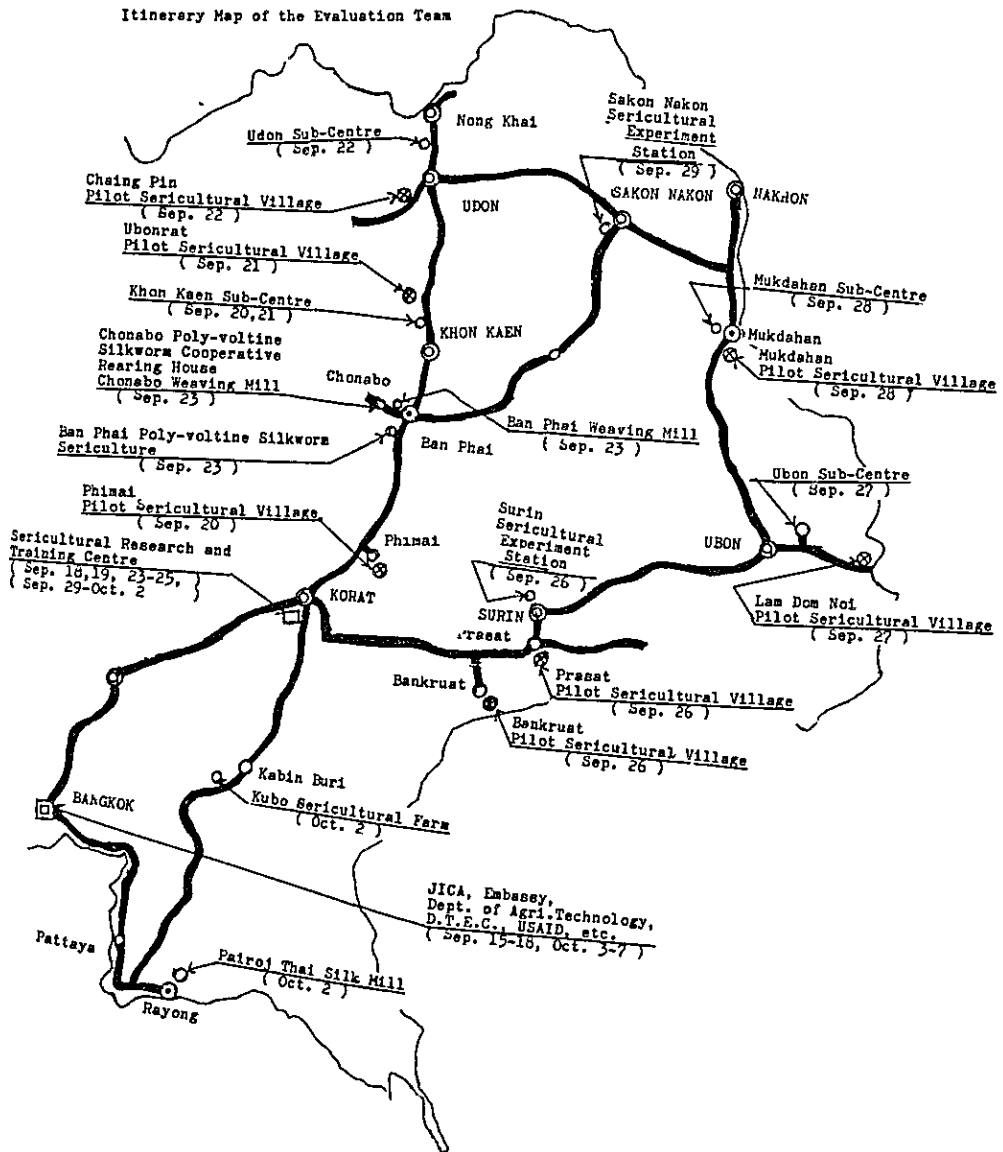 Itinerary Map of the Evaluation Team
Nong Khai
Udon Sub-Centre
( Sep. 22 )
Sakon Nakon
Sericultural
Experiment
Station
( Sep. 29 )
Chaing Pin
Pilot Sericultural Village
( Sep. 22 )
UDON
SAKON NAKON
NAKHON
Ubonrat
Pilot Sericultural Village
( Sep. 21 )
Khon Kaen Sub-Centre
( Sep. 20,21 )
KHON KAEN
Mukdahan Sub-Centre
( Sep. 28 )
Mukdahan
Mukdahan
Pilot Sericultural Village
( Sep. 28 )
Chonabo Poly-voltine
Silkworm Cooperative
Rearing House
Chonabo Weaving Mill
( Sep. 23 )
Chonabo
Ban Phai Weaving Mill
( Sep. 23 )
Ban Phai Poly-voltine Silkworm
Sericulture
( Sep. 23 )
Ban Phai
Ubon Sub-Centre
( Sep. 27 )
Phimai
Pilot Sericultural Village
( Sep. 20 )
Phimai
Surin
Sericultural
Experiment
Station
( Sep. 26 )
UBON
Sericultural Research and
Training Centre
( Sep. 18,19, 23-25, )
( Sep. 29-Oct. 2 )
KORAT
SURIN
Prasat
Lam Dom Noi
Pilot Sericultural Village
( Sep. 27 )
Bankruat
Prasat
Pilot Sericultural Village
( Sep. 26 )
Bankruat
Pilot Sericultural Village
( Sep. 26 )
Kabin Buri
Kubo Sericultural Farm
( Oct. 2 )
BANGKOK
JICA, Embassy,
Dept. of Agri.Technology,
D.T.E.C., USAID, etc.
( Sep. 15-18, Oct. 3-7 )
Pattaya
Pairoj Thai Silk Mill
( Oct. 2 )
Rayong